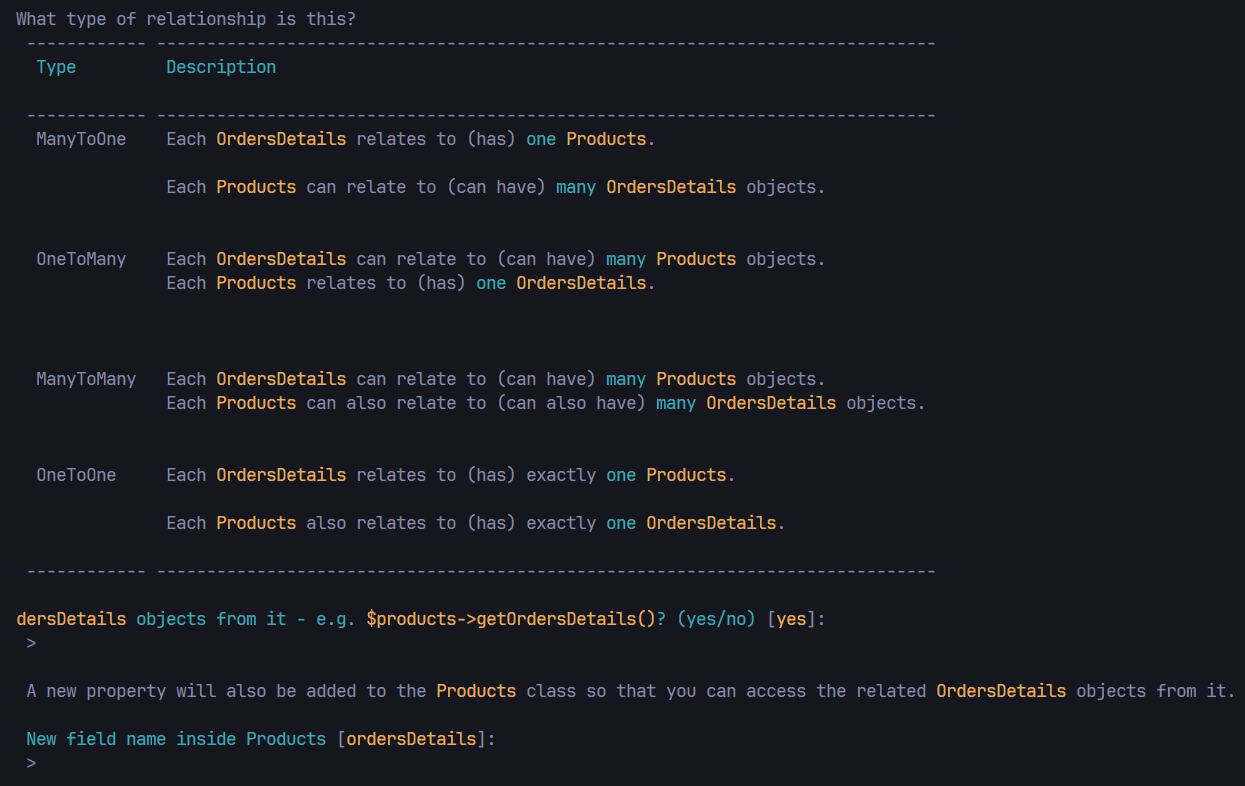 What type of relationship is this?
------------ ------------------------------------------------------------------------------
Type Description
------------ ------------------------------------------------------------------------------
ManyToOne Each OrdersDetails relates to (has) one Products.
Each Products can relate to (can have) many OrdersDetails objects.
OneToMany Each OrdersDetails can relate to (can have) many Products objects.
Each Products relates to (has) one OrdersDetails.
ManyToMany Each OrdersDetails can relate to (can have) many Products objects.
Each Products can also relate to (can also have) many OrdersDetails objects.
OneToOne Each OrdersDetails relates to (has) exactly one Products.
Each Products also relates to (has) exactly one OrdersDetails.
------------ ------------------------------------------------------------------------------
dersDetails objects from it - e.g. $products->getOrdersDetails()? (yes/no) [yes]:
>
A new property will also be added to the Products class so that you can access the related OrdersDetails objects from it.
New field name inside Products [ordersDetails]:
>